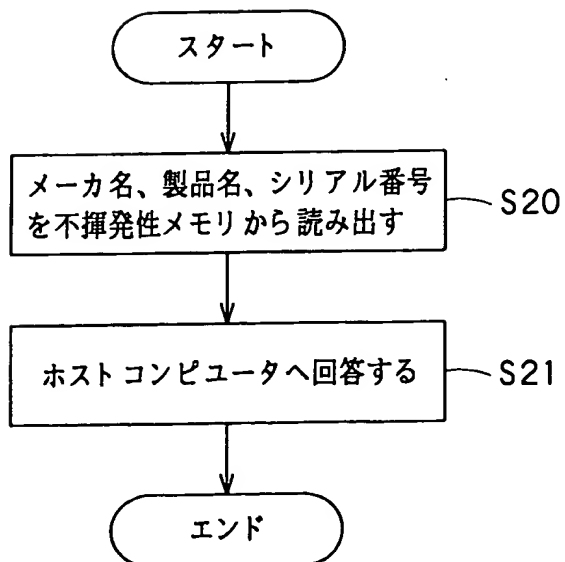 スタート
メーカ名、製品名、シリアル番号
を不揮発性メモリから読み出す
S20
ホストコンピュータへ回答する
S21
エンド